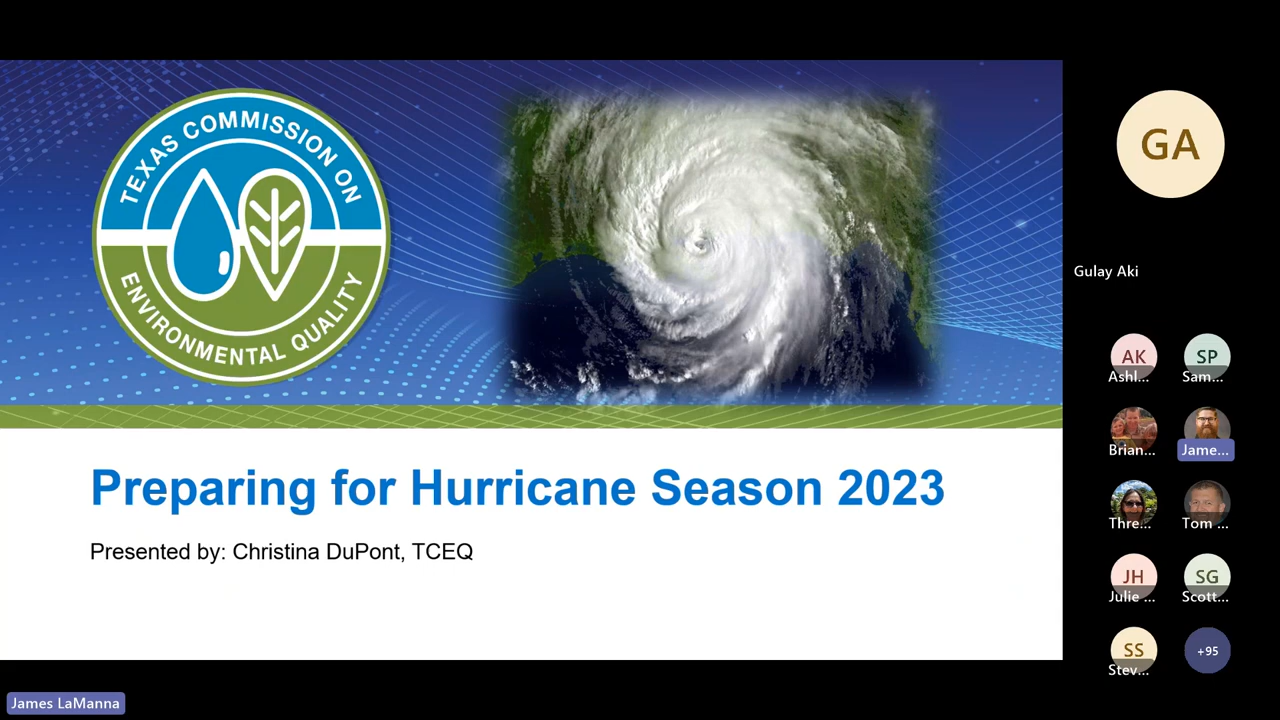 TEXAS COMMISSION ON
ENVIRONMENTAL QUALITY
Preparing for Hurricane Season 2023
Presented by: Christina DuPont, TCEQ
GA
Gulay Aki
AK
Ashl...
SP
Sam...
Brian...
Jame...
Thre...
Tom ...
JH
Julie ...
SG
Scott...
SS
Stev...
+95
James LaManna